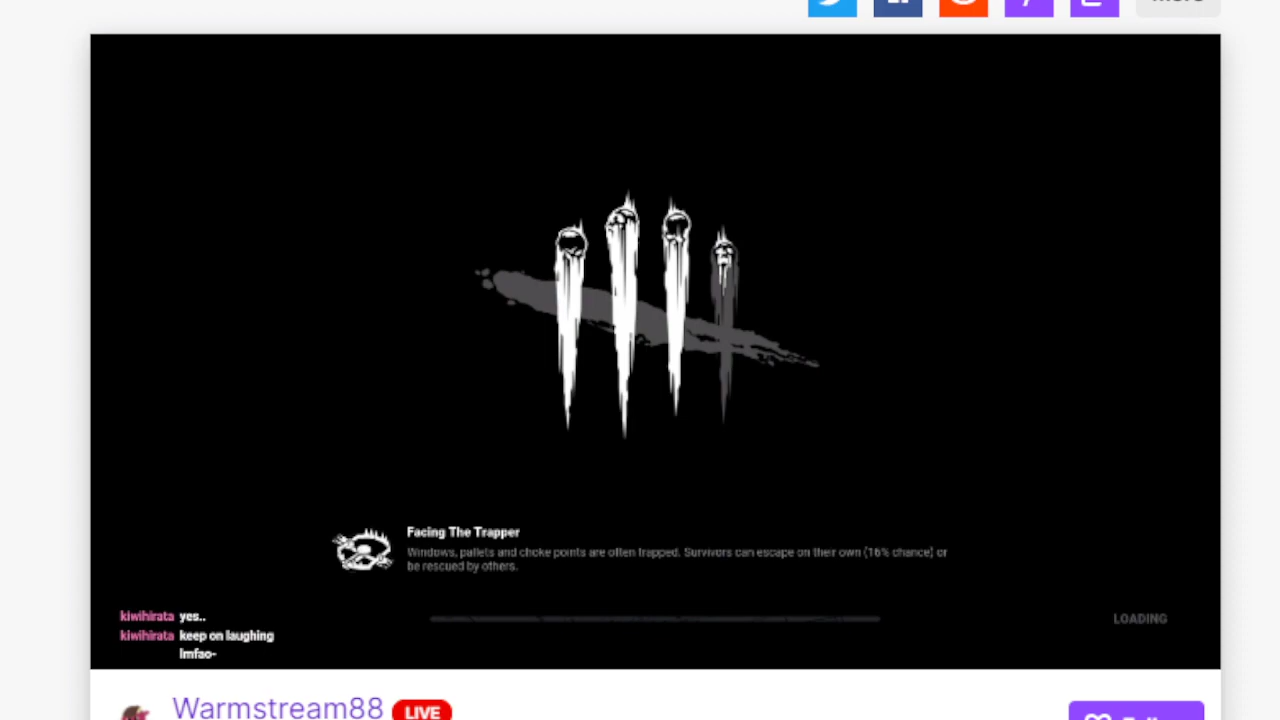 Facing The Trapper
Windows, pallets and choke points are often trapped. Survivors can escape on their own (16% chance) or
be rescued by others.
kiwihirata yes..
kiwihirata keep on laughing
lmfao-
LOADING
Warmstream88 LIVE